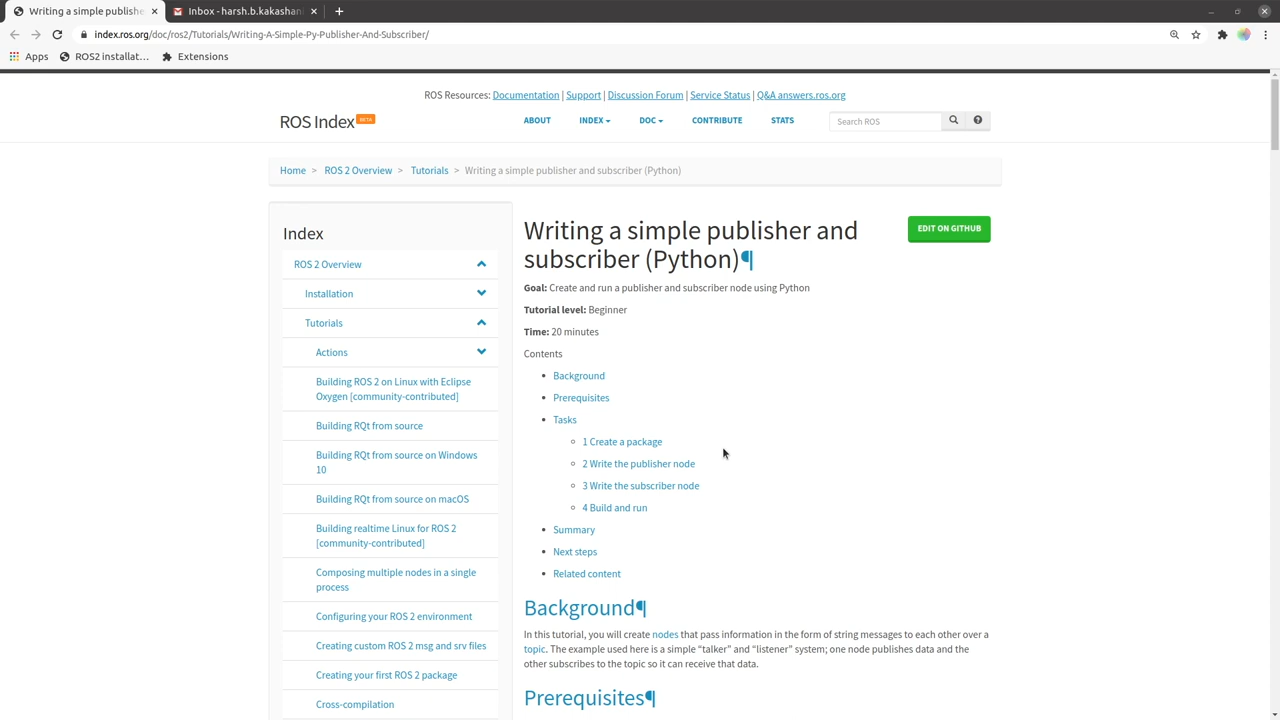 Writing a simple publishe
Inbox - harsh.b.kakashan
index.ros.org/doc/ros2/Tutorials/Writing-A-Simple-Py-Publisher-And-Subscriber/
Apps
ROS2 installat…
Extensions
ROS Resources: Documentation | Support | Discussion Forum | Service Status | Q&A answers.ros.org
ROS Index BETA
ABOUT
INDEX
DOC
CONTRIBUTE
STATS
Search ROS
Home > ROS 2 Overview > Tutorials > Writing a simple publisher and subscriber (Python)
Index
ROS 2 Overview
Installation
Tutorials
Actions
Building ROS 2 on Linux with Eclipse
Oxygen [community-contributed]
Building RQt from source
Building RQt from source on Windows
10
Building RQt from source on macOS
Building realtime Linux for ROS 2
[community-contributed]
Composing multiple nodes in a single
process
Configuring your ROS 2 environment
Creating custom ROS 2 msg and srv files
Creating your first ROS 2 package
Cross-compilation
Writing a simple publisher and
subscriber (Python)¶
EDIT ON GITHUB
Goal: Create and run a publisher and subscriber node using Python
Tutorial level: Beginner
Time: 20 minutes
Contents
• Background
• Prerequisites
• Tasks
◦ 1 Create a package
◦ 2 Write the publisher node
◦ 3 Write the subscriber node
◦ 4 Build and run
• Summary
• Next steps
• Related content
Background¶
In this tutorial, you will create nodes that pass information in the form of string messages to each other over a
topic. The example used here is a simple “talker” and “listener” system; one node publishes data and the
other subscribes to the topic so it can receive that data.
Prerequisites¶